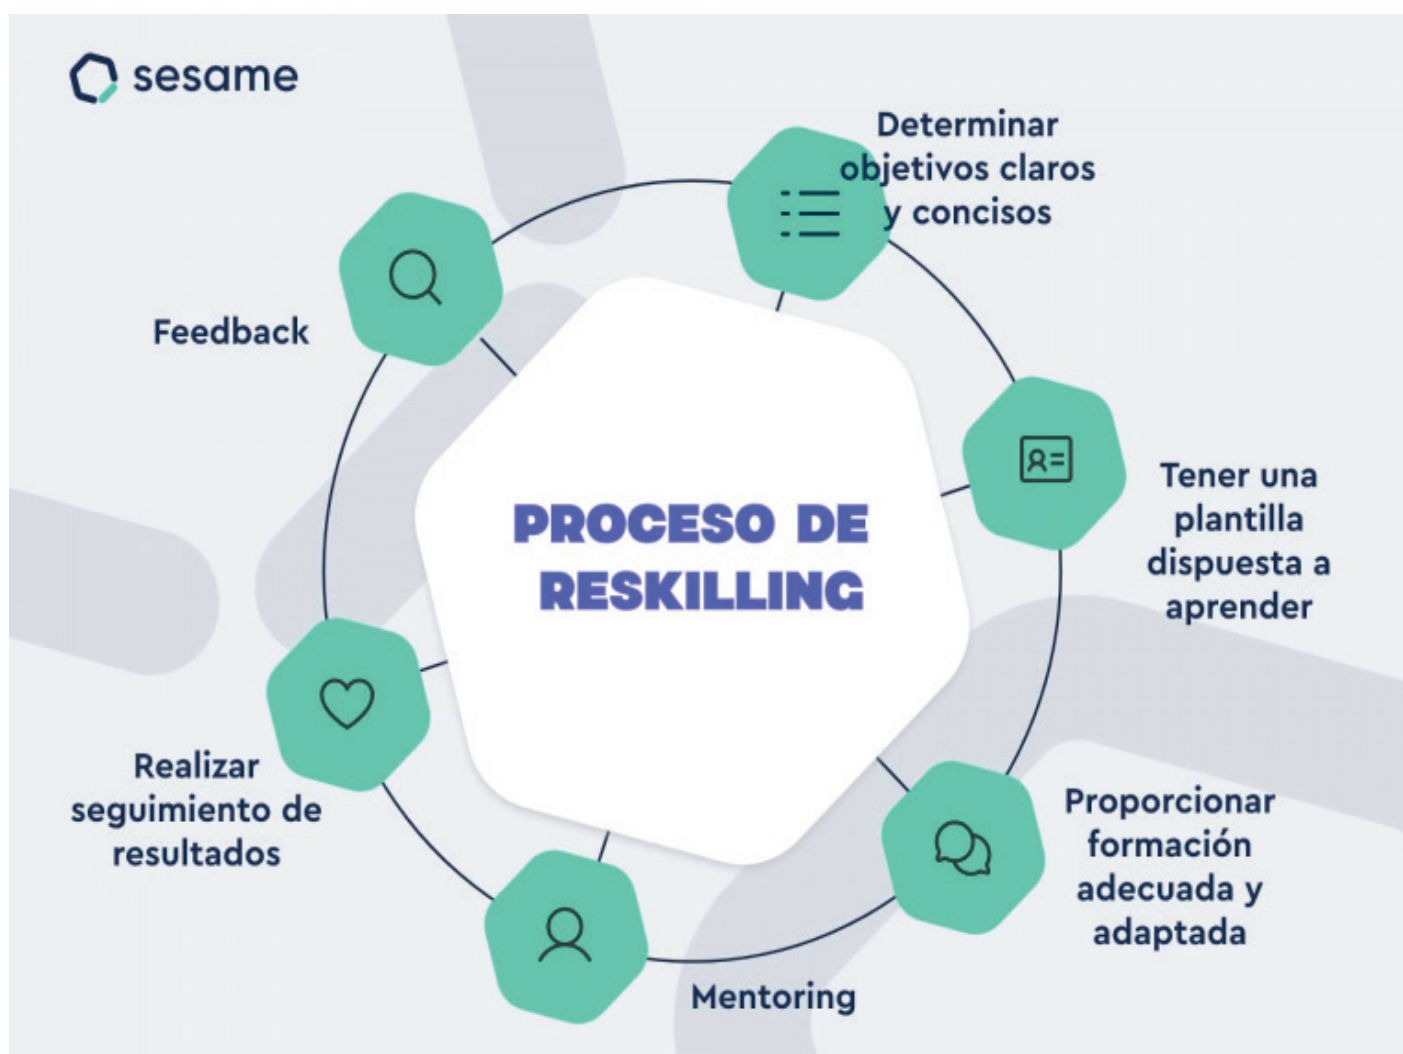 sesame
Determinar
objetivos claros
y concisos
Tener una
plantilla
dispuesta a
aprender
Proporcionar
formación
adecuada y
adaptada
Mentoring
Realizar
seguimiento de
resultados
Feedback
PROCESO DE
RESKILLING